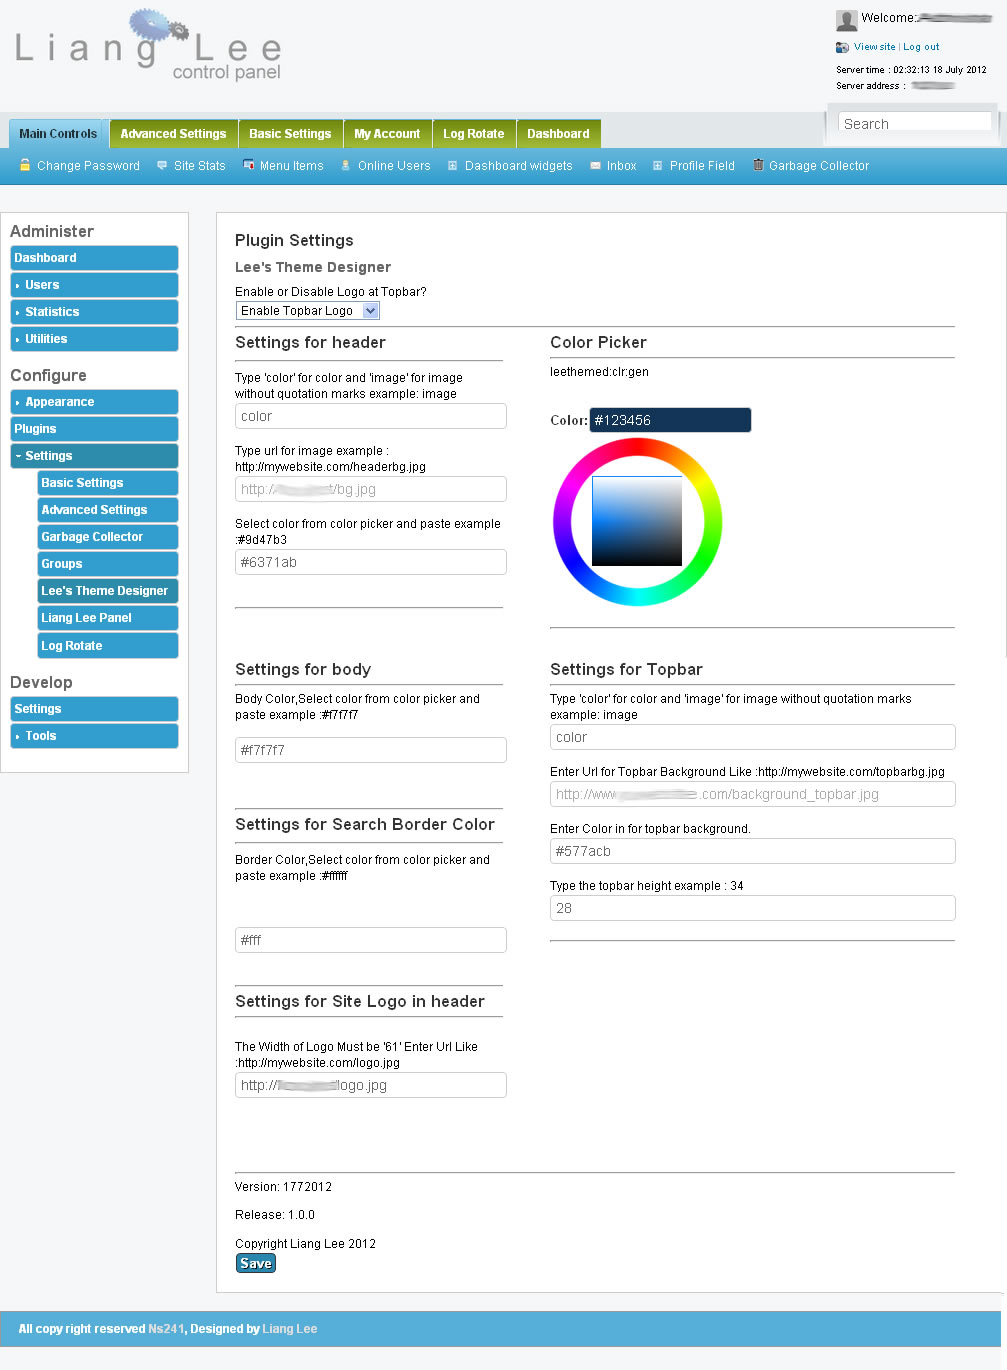 Liang Lee
control panel
Welcome:
View site | Log out
Server time : 02:32:13 18 July 2012
Server address :
Search
Main Controls Advanced Settings Basic Settings My Account Log Rotate Dashboard
Change Password Site Stats Menu Items Online Users Dashboard widgets Inbox Profile Field Garbage Collector
Administer
Dashboard
Users
Statistics
Utilities
Configure
Appearance
Plugins
Settings
Basic Settings
Advanced Settings
Garbage Collector
Groups
Lee's Theme Designer
Liang Lee Panel
Log Rotate
Develop
Settings
Tools
Plugin Settings
Lee's Theme Designer
Enable or Disable Logo at Topbar?
Enable Topbar Logo
Settings for header
Type 'color' for color and 'image' for image
without quotation marks example: image
color
Type url for image example :
http://mywebsite.com/headerbg.jpg
http:/ /bg.jpg
Select color from color picker and paste example
:#9d47b3
#6371ab
Color Picker
leethemed:clr:gen
Color: #123456
Settings for body
Body Color,Select color from color picker and
paste example :#f7f7f7
#f7f7f7
Settings for Search Border Color
Border Color,Select color from color picker and
paste example :#ffffff
#fff
Settings for Site Logo in header
The Width of Logo Must be '61' Enter Url Like
:http://mywebsite.com/logo.jpg
http:// logo.jpg
Settings for Topbar
Type 'color' for color and 'image' for image without quotation marks
example: image
color
Enter Url for Topbar Background Like :http://mywebsite.com/topbarbg.jpg
http://www .com/background_topbar.jpg
Enter Color in for topbar background.
#577acb
Type the topbar height example : 34
28
Version: 1772012
Release: 1.0.0
Copyright Liang Lee 2012
Save
All copy right reserved Ns241, Designed by Liang Lee